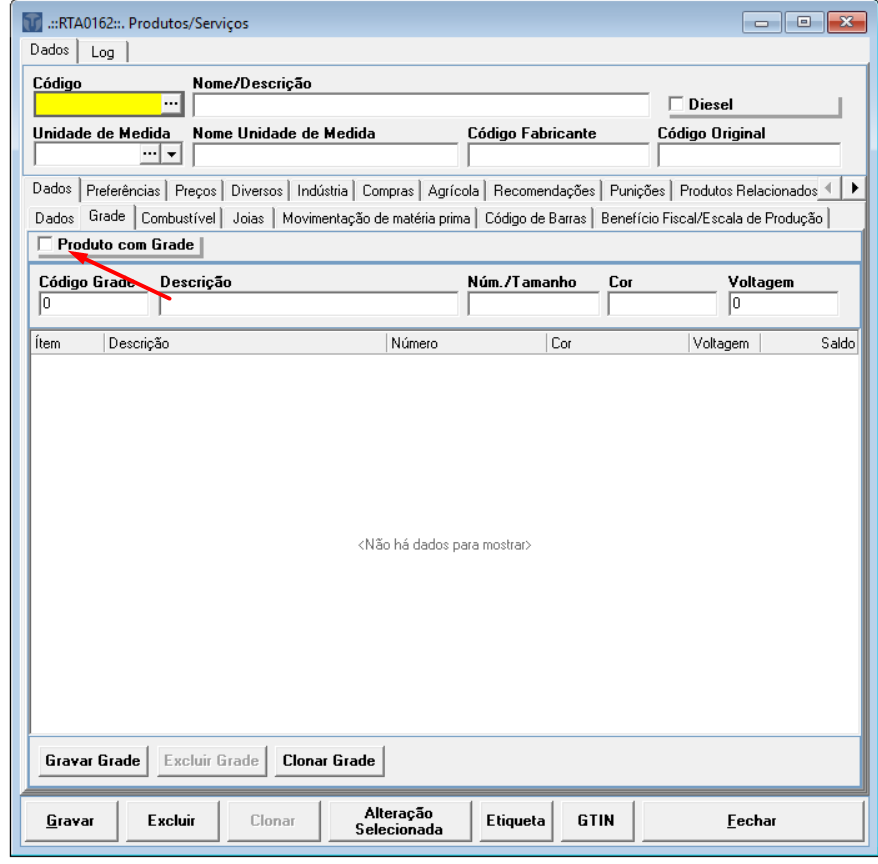 .::RTA0162::. Produtos/Serviços
Dados Log
Código Nome/Descrição
... Diesel
Unidade de Medida Nome Unidade de Medida Código Fabricante Código Original
...
Dados Preferências Preços Diversos Indústria Compras Agrícola Recomendações Punições Produtos Relacionados
Dados Grade Combustível Joias Movimentação de matéria prima Código de Barras Benefício Fiscal/Escala de Produção
Produto com Grade
Código Grade Descrição Núm./Tamanho Cor Voltagem
0 0
Ítem Descrição Número Cor Voltagem Saldo
<Não há dados para mostrar>
Gravar Grade Excluir Grade Clonar Grade
Gravar Excluir Clonar Alteração Selecionada Etiqueta GTIN Fechar